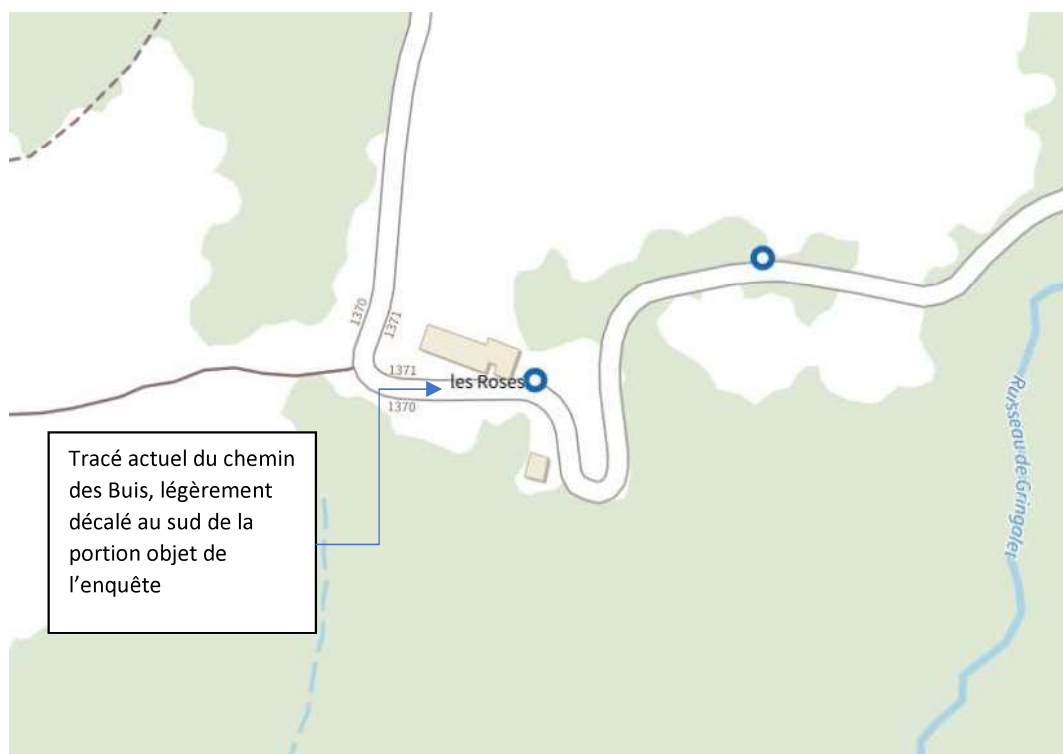 1370
1371
1371
les Roses
1370
Tracé actuel du chemin
des Buis, légèrement
décalé au sud de la
portion objet de
l'enquête
Ruisseau de Gringalet